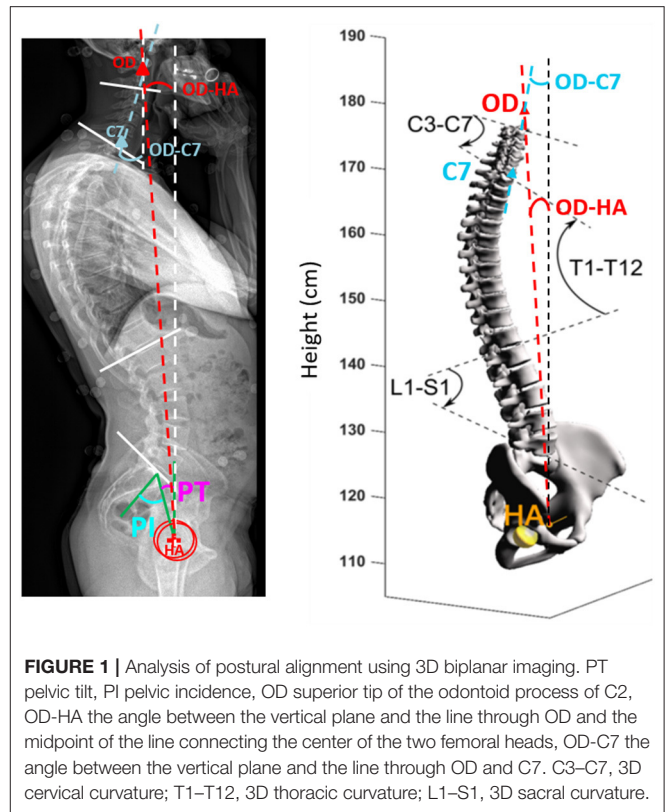 OD
OD-HA
C7
OD-C7
PT
PI
HA
Height (cm)
190
180
170
160
150
140
130
120
110
OD-C7
OD
C3-C7
C7
OD-HA
T1-T12
L1-S1
HA
FIGURE 1 | Analysis of postural alignment using 3D biplanar imaging. PT
pelvic tilt, PI pelvic incidence, OD superior tip of the odontoid process of C2,
OD-HA the angle between the vertical plane and the line through OD and the
midpoint of the line connecting the center of the two femoral heads, OD-C7 the
angle between the vertical plane and the line through OD and C7. C3–C7, 3D
cervical curvature; T1–T12, 3D thoracic curvature; L1–S1, 3D sacral curvature.